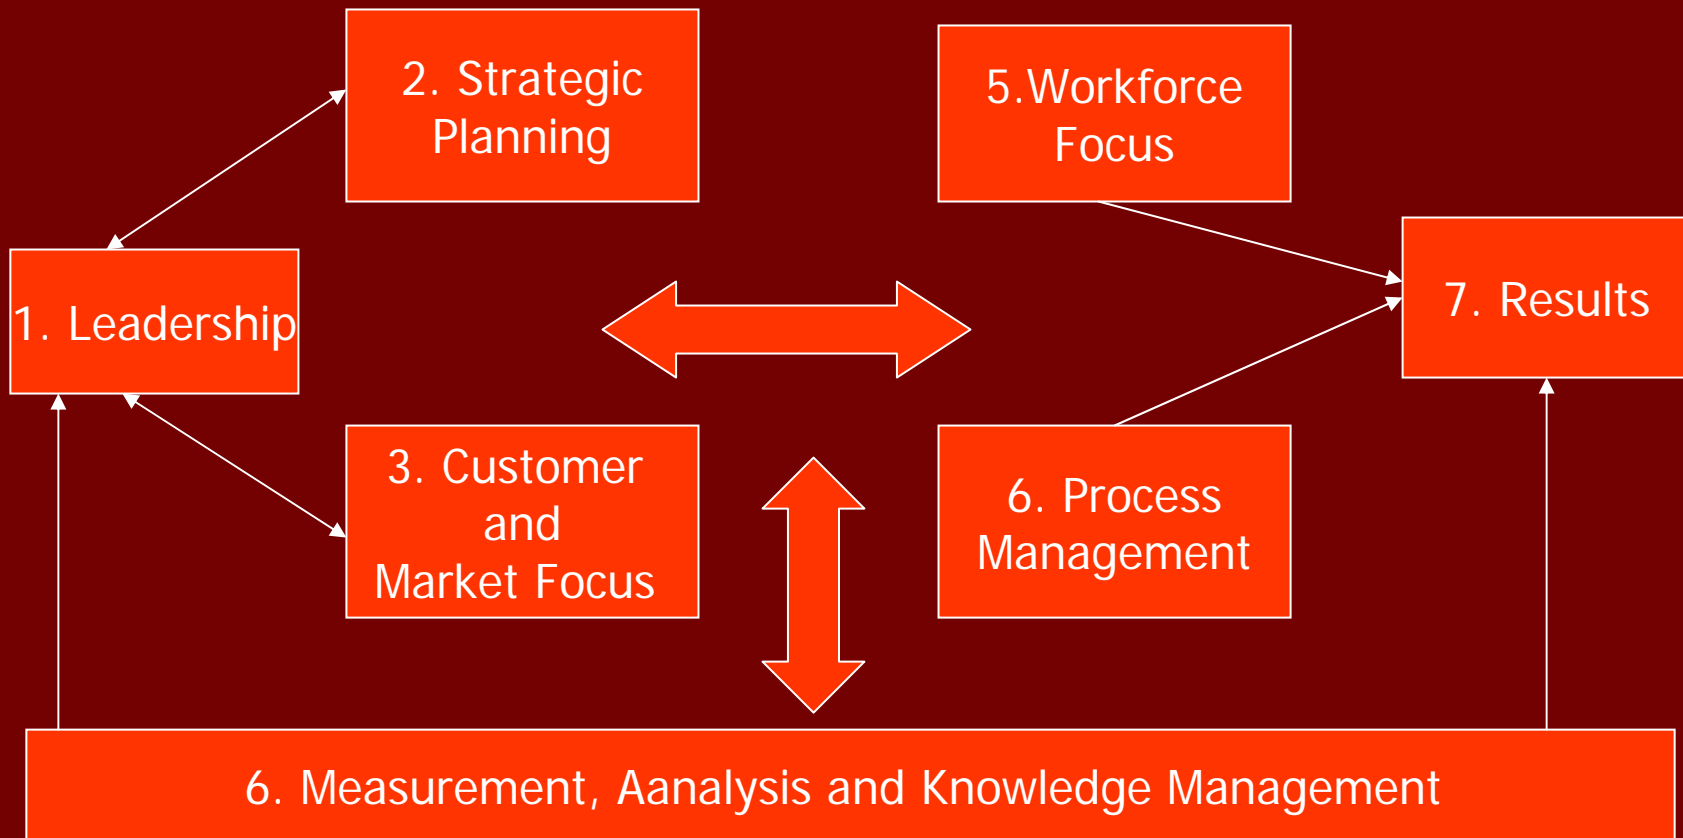 2. Strategic
Planning
5.Workforce
Focus
1. Leadership
7. Results
3. Customer
and
Market Focus
6. Process
Management
6. Measurement, Aanalysis and Knowledge Management